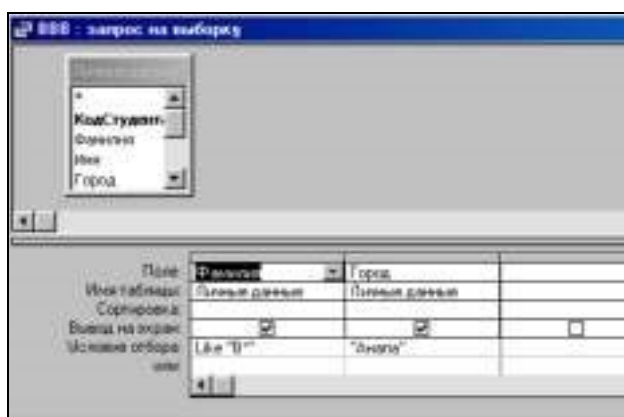 ВВВ : запрос на выборку
*
КодСтудент
Фамилия
Имя
Город
Поле: Фамилия Город
Имя таблицы: Личные данные Личные данные
Сортировка:
Вывод на экран:
Условие отбора: Like "В*" "Анапа"
или: